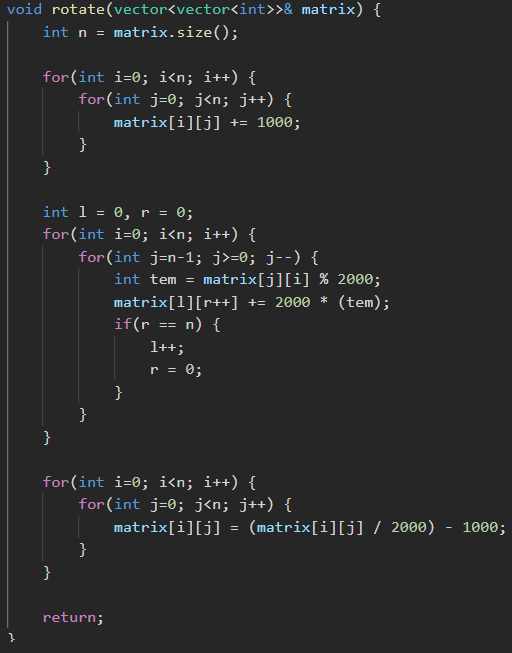 void rotate(vector<vector<int>>& matrix) {
    int n = matrix.size();

    for(int i=0; i<n; i++) {
        for(int j=0; j<n; j++) {
            matrix[i][j] += 1000;
        }
    }

    int l = 0, r = 0;
    for(int i=0; i<n; i++) {
        for(int j=n-1; j>=0; j--) {
            int tem = matrix[j][i] % 2000;
            matrix[l][r++] += 2000 * (tem);
            if(r == n) {
                l++;
                r = 0;
            }
        }
    }

    for(int i=0; i<n; i++) {
        for(int j=0; j<n; j++) {
            matrix[i][j] = (matrix[i][j] / 2000) - 1000;
        }
    }

    return;
}